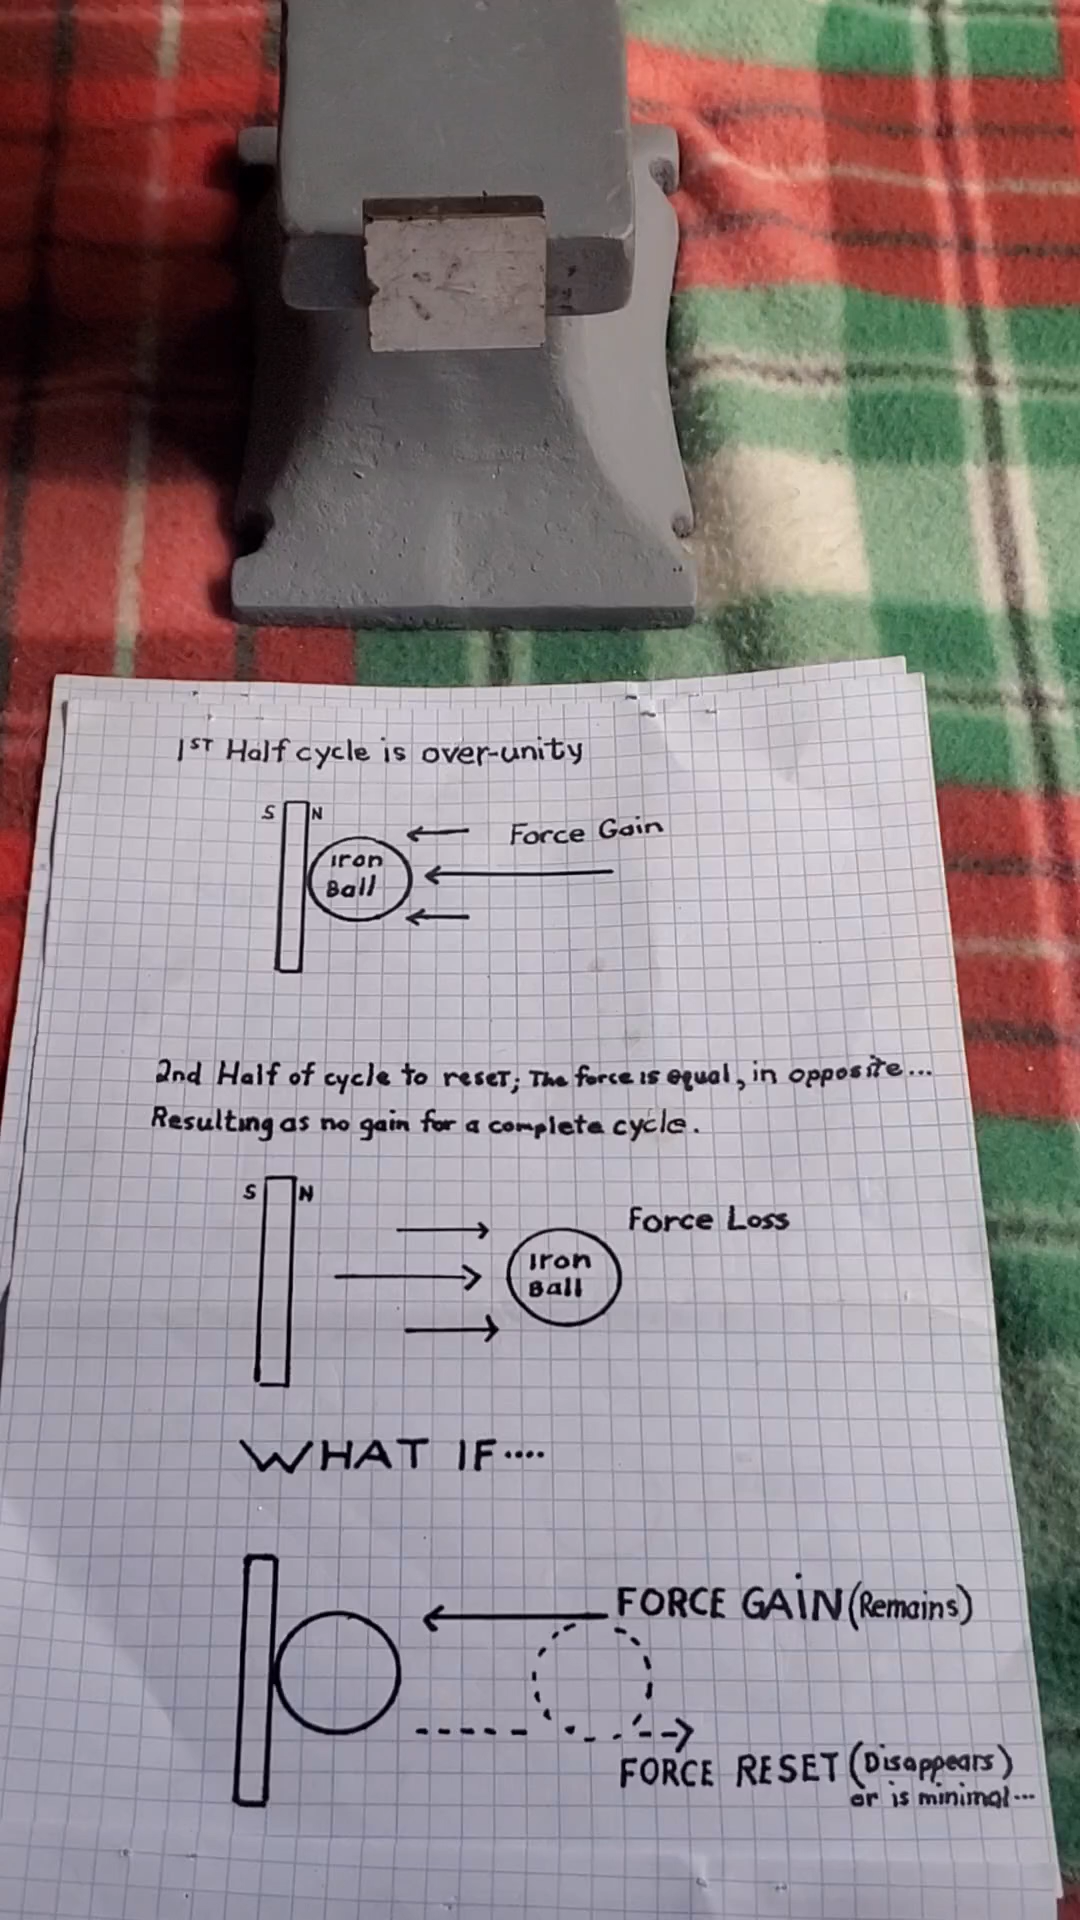 1ST Half cycle is over-unity
S N
Force Gain
Iron
Ball
2nd Half of cycle to reset; The force is equal, in opposite...
Resulting as no gain for a complete cycle.
S N
Force Loss
Iron
Ball
WHAT IF....
FORCE GAIN (Remains)
FORCE RESET (Disappears)
or is minimal...